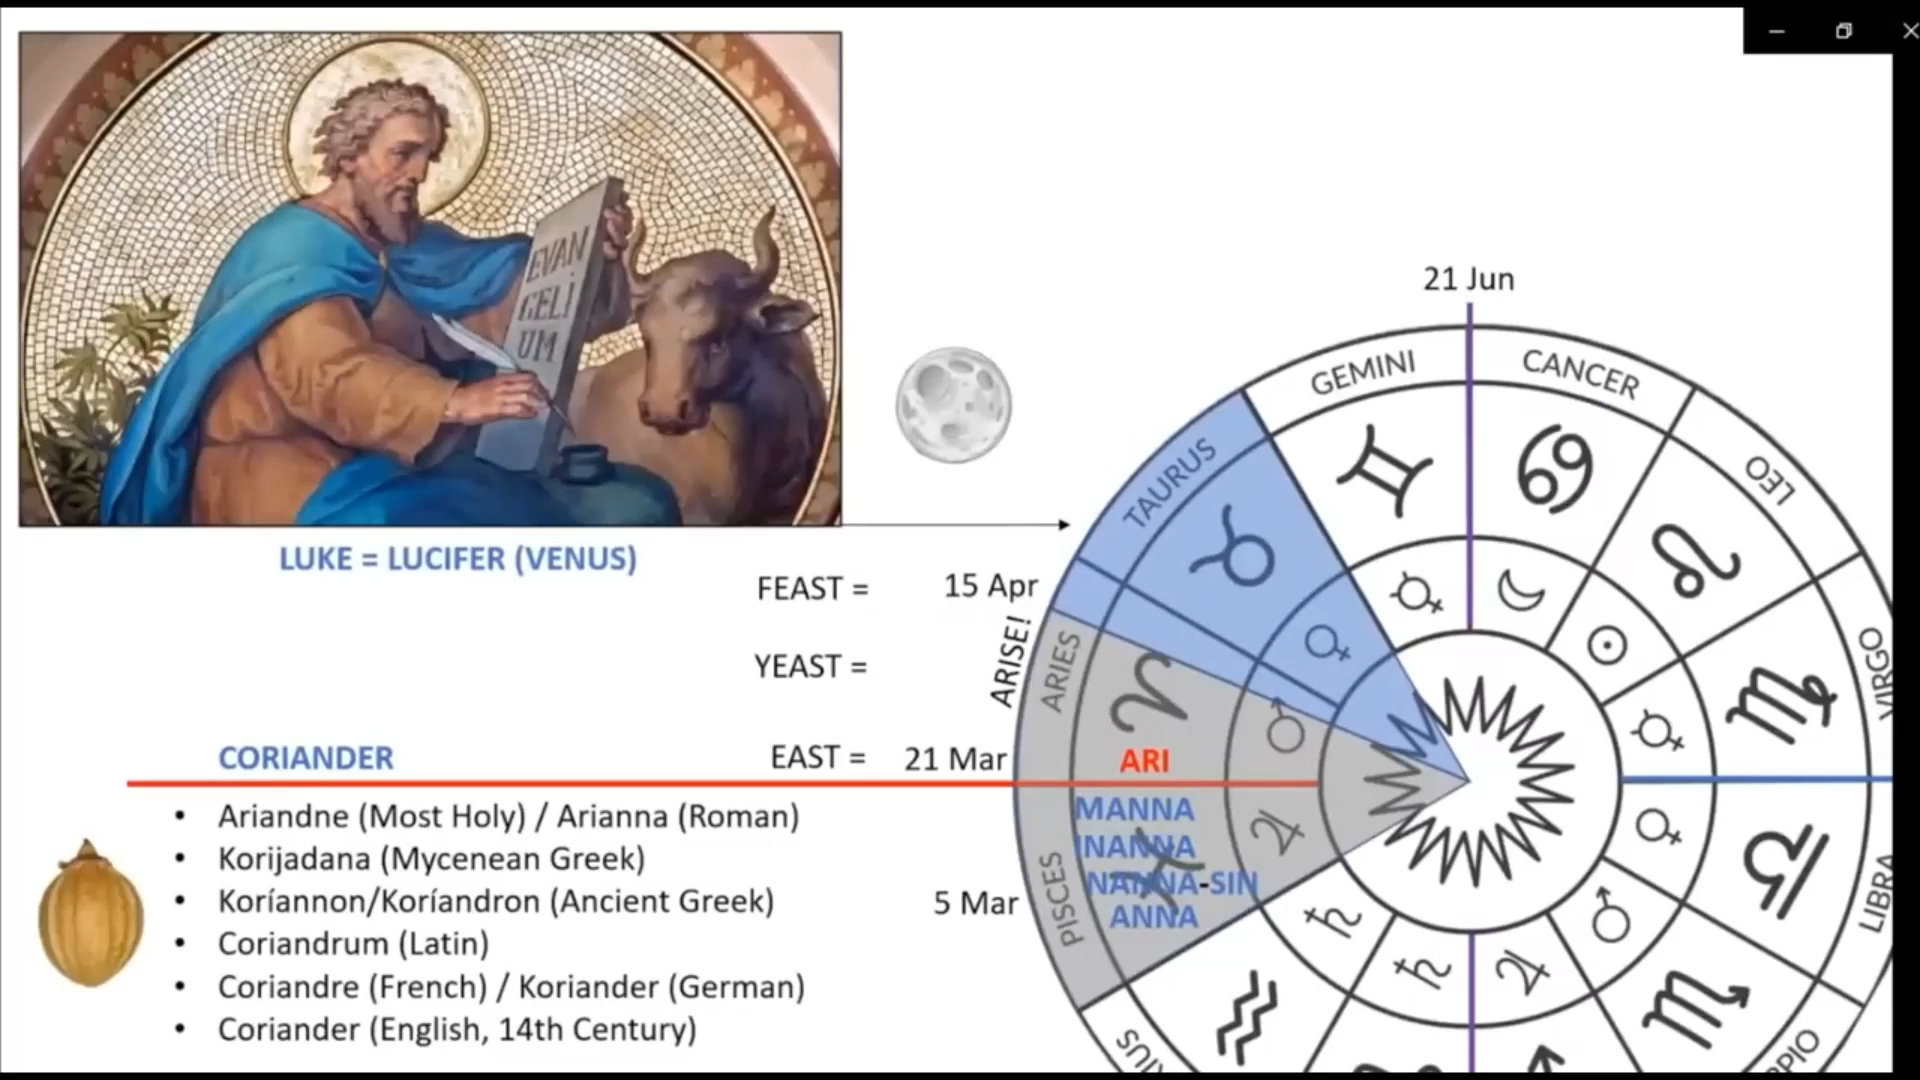 EVAN
GELI
UM
21 Jun
GEMINI
CANCER
TAURUS
LEO
LUKE = LUCIFER (VENUS)
FEAST = 15 Apr
ARISE!
ARIES
VIRGO
YEAST =
CORIANDER
EAST = 21 Mar
ARI
• Ariandne (Most Holy) / Arianna (Roman)
• Korijadana (Mycenean Greek)
• Koríannon/Koríandron (Ancient Greek)
• Coriandrum (Latin)
• Coriandre (French) / Koriander (German)
• Coriander (English, 14th Century)
MANNA
INANNA
NANNA-SIN
ANNA
5 Mar
PISCES
LIBRA
IUS
RPIO